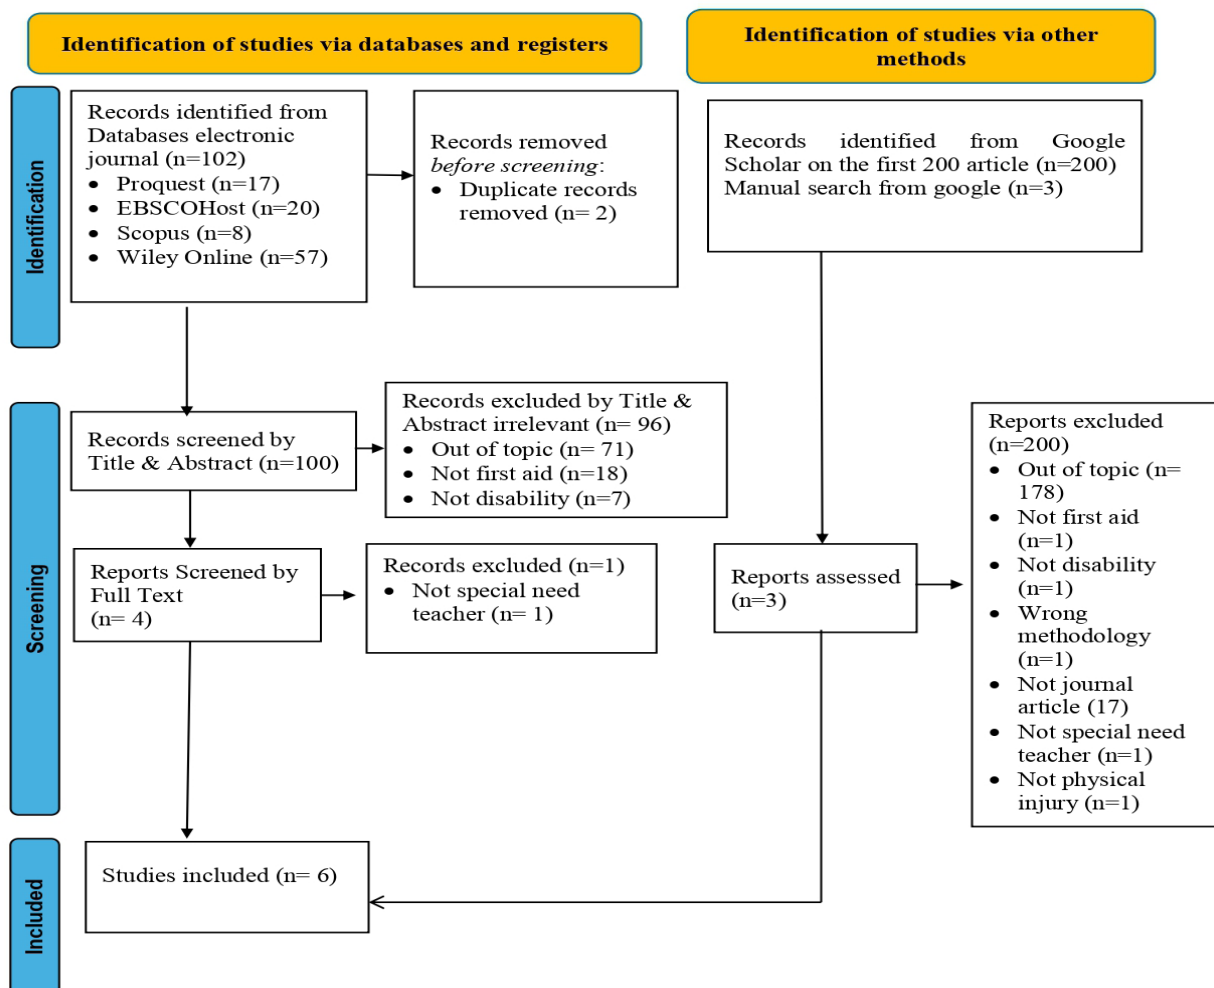 Identification of studies via databases and registers
Identification of studies via other
methods
Identification
Records identified from
Databases electronic
journal (n=102)
• Proquest (n=17)
• EBSCOHost (n=20)
• Scopus (n=8)
• Wiley Online (n=57)
Records removed
before screening:
• Duplicate records
removed (n= 2)
Records identified from Google
Scholar on the first 200 article (n=200)
Manual search from google (n=3)
Screening
Records screened by
Title & Abstract (n=100)
Records excluded by Title &
Abstract irrelevant (n= 96)
• Out of topic (n= 71)
• Not first aid (n=18)
• Not disability (n=7)
Reports Screened by
Full Text
(n= 4)
Records excluded (n=1)
• Not special need
teacher (n= 1)
Reports assessed
(n=3)
Reports excluded
(n=200)
• Out of topic (n=
178)
• Not first aid
(n=1)
• Not disability
(n=1)
• Wrong
methodology
(n=1)
• Not journal
article (17)
• Not special need
teacher (n=1)
• Not physical
injury (n=1)
Included
Studies included (n= 6)